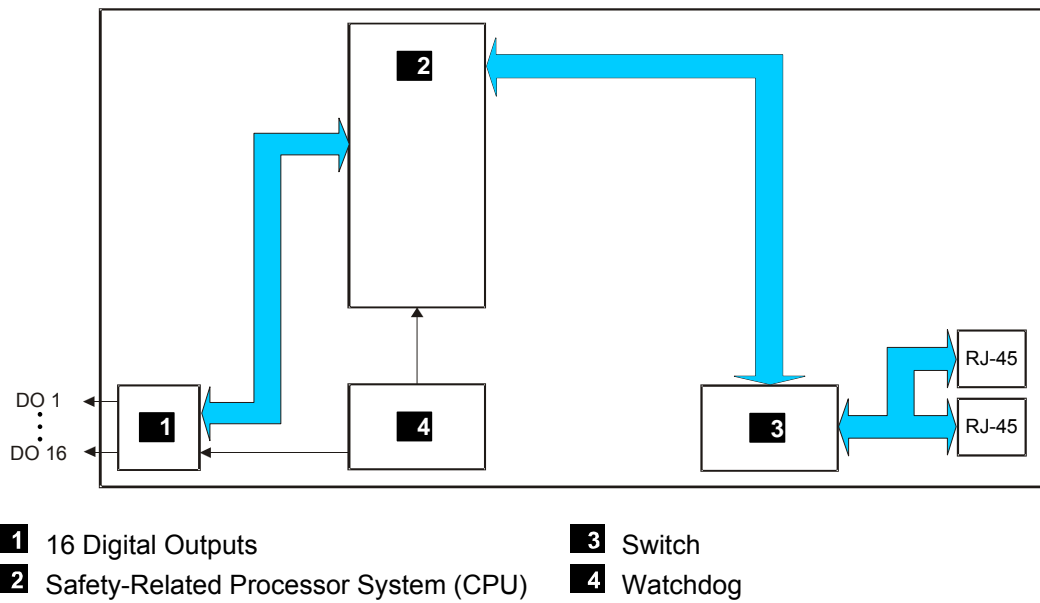 2
RJ-45
DO 1
1
4
3
RJ-45
DO 16
1 16 Digital Outputs
2 Safety-Related Processor System (CPU)
3 Switch
4 Watchdog